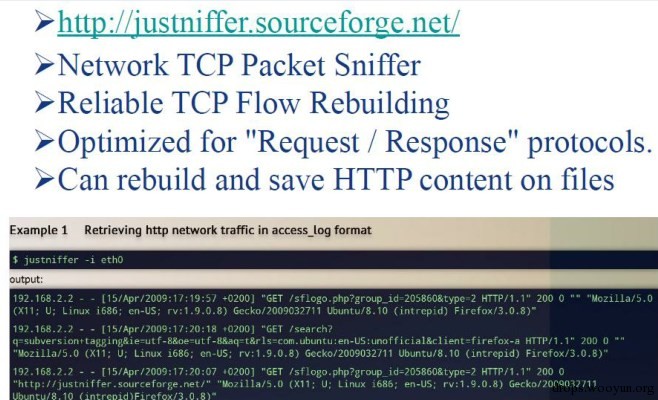 ➢http://justniffer.sourceforge.net/
➢Network TCP Packet Sniffer
➢Reliable TCP Flow Rebuilding
➢Optimized for "Request / Response" protocols.
➢Can rebuild and save HTTP content on files
Example 1 Retrieving http network traffic in access_log format
$ justniffer -i eth0
output:
192.168.2.2 - - [15/Apr/2009:17:19:57 +0200] "GET /sflogo.php?group_id=205860&type=2 HTTP/1.1" 200 0 "" "Mozilla/5.0
(X11; U; Linux i686; en-US; rv:1.9.0.8) Gecko/2009032711 Ubuntu/8.10 (intrepid) Firefox/3.0.8)"
192.168.2.2 - - [15/Apr/2009:17:20:18 +0200] "GET /search?
q=subversion+tagging&ie=utf-8&oe=utf-8&aq=t&rls=com.ubuntu:en-US:unofficial&client=firefox-a HTTP/1.1" 200 0 ""
"Mozilla/5.0 (X11; U; Linux i686; en-US; rv:1.9.0.8) Gecko/2009032711 Ubuntu/8.10 (intrepid) Firefox/3.0.8)"
192.168.2.2 - - [15/Apr/2009:17:20:07 +0200] "GET /sflogo.php?group_id=205860&type=2 HTTP/1.1" 200 0
"http://justniffer.sourceforge.net/" "Mozilla/5.0 (X11; U; Linux i686; en-US; rv:1.9.0.8) Gecko/2009032711
Ubuntu/8.10 (intrepid)Firefox/3.0.8)"
drops.wooyun.org